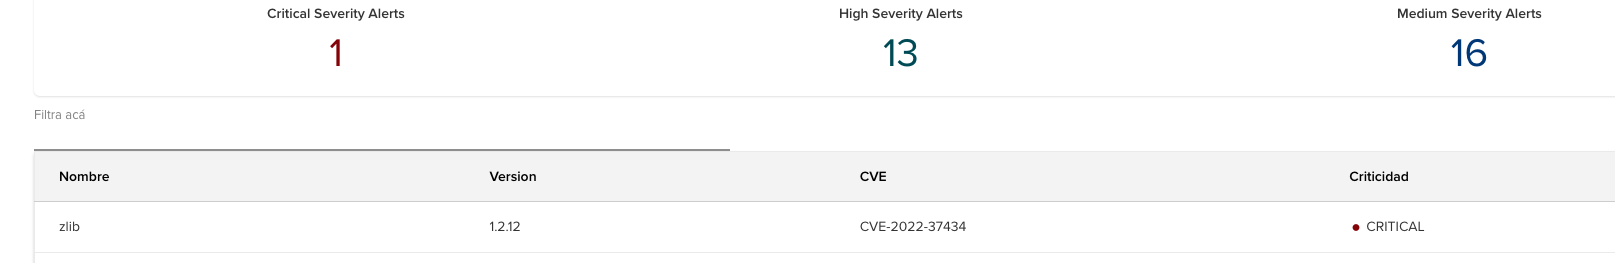 Critical Severity Alerts High Severity Alerts Medium Severity Alerts
1 13 16
Filtra acá
Nombre Version CVE Criticidad
zlib 1.2.12 CVE-2022-37434 CRITICAL